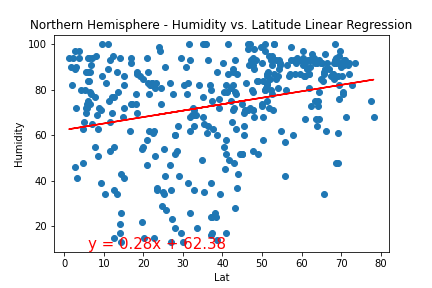 Northern Hemisphere - Humidity vs. Latitude Linear Regression
100
80
60
40
20
Humidity
y = 0.28x + 62.38
0 10 20 30 40 50 60 70 80
Lat